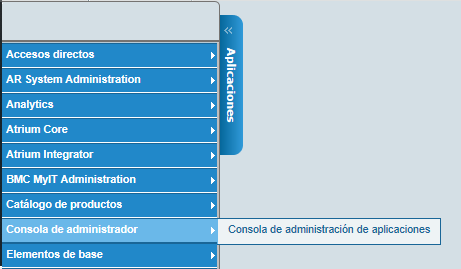 «
Aplicaciones
Accesos directos
AR System Administration
Analytics
Atrium Core
Atrium Integrator
BMC MyIT Administration
Catálogo de productos
Consola de administrador
Consola de administración de aplicaciones
Elementos de base